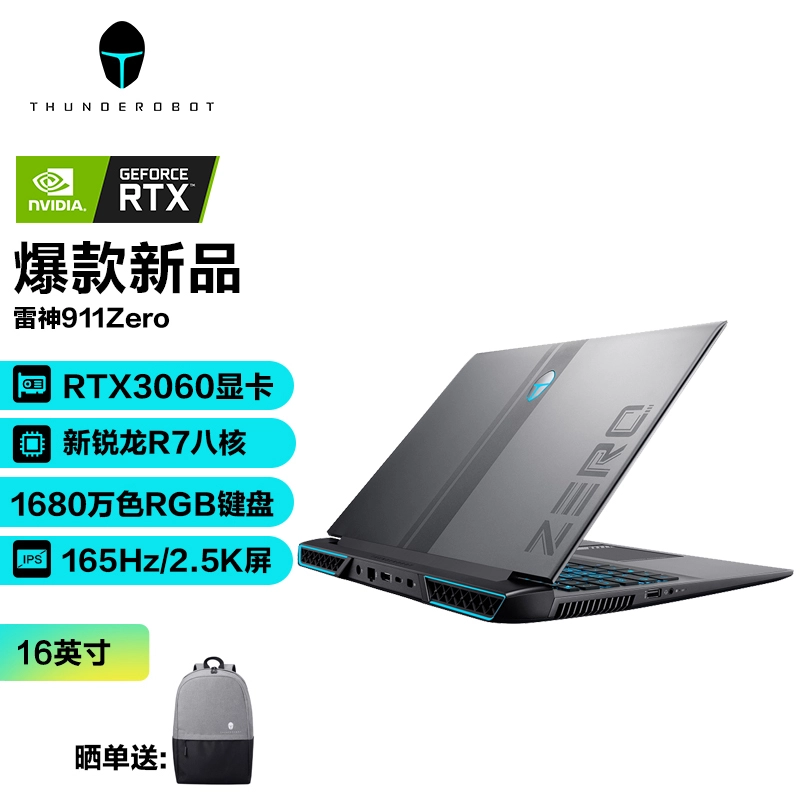 THUNDEROBOT
NVIDIA.
GEFORCE
RTX™
爆款新品
雷神911Zero
RTX3060显卡
新锐龙R7八核
1680万色RGB键盘
IPS
165Hz/2.5K屏
16英寸
晒单送:
ZERO